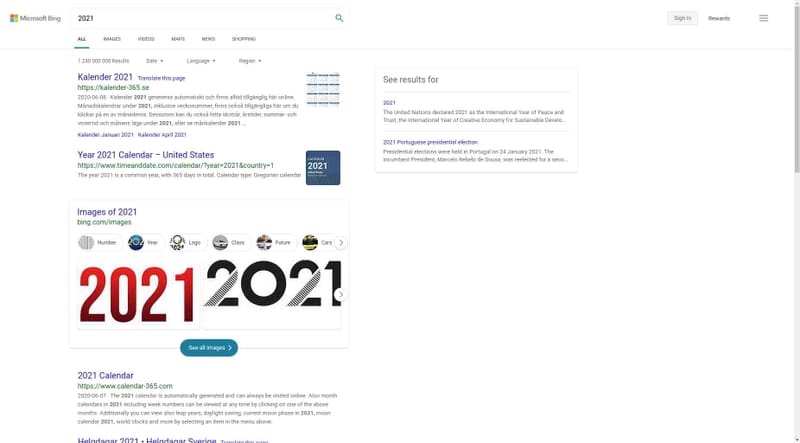 Microsoft Bing
2021
Sign in
Rewards
ALL IMAGES VIDEOS MAPS NEWS SHOPPING
1 240 000 000 Results Date Language Region
Kalender 2021 Translate this page
https://kalender-365.se
2020-06-08 · Kalender 2021 genereras automatiskt och finns alltid tillgänglig här online.
Månadskalendrar under 2021, inklusive veckonummer, finns också tillgängliga här om du
klickar på en av månaderna. Dessutom kan du också hitta skottår, årstider, sommar- och
vintertid och månens läge under 2021, eller se månkalender 2021 ...
Kalender Januari 2021 · Kalender April 2021
Year 2021 Calendar – United States
https://www.timeanddate.com/calendar/?year=2021&country=1
The year 2021 is a common year, with 365 days in total. Calendar type: Gregorian calendar
CALENDAR
2021
Images of 2021
bing.com/images
Number Year Logo Class Future Cars
2021
2021
See all images
2021 Calendar
https://www.calendar-365.com
2020-06-07 · The 2021 calendar is automatically generated and can always be visited online. Also month
calendars in 2021 including week numbers can be viewed at any time by clicking on one of the above
months. Additionally you can view also leap years, daylight saving, current moon phase in 2021, moon
calendar 2021, world clocks and more by selecting an item in the menu above.
Helgdagar 2021 • Helgdagar Sverige Translate this page
See results for
2021
The United Nations declared 2021 as the International Year of Peace and
Trust, the International Year of Creative Economy for Sustainable Develo...
2021 Portuguese presidential election
Presidential elections were held in Portugal on 24 January 2021. The
incumbent President, Marcelo Rebelo de Sousa, was reelected for a seco...